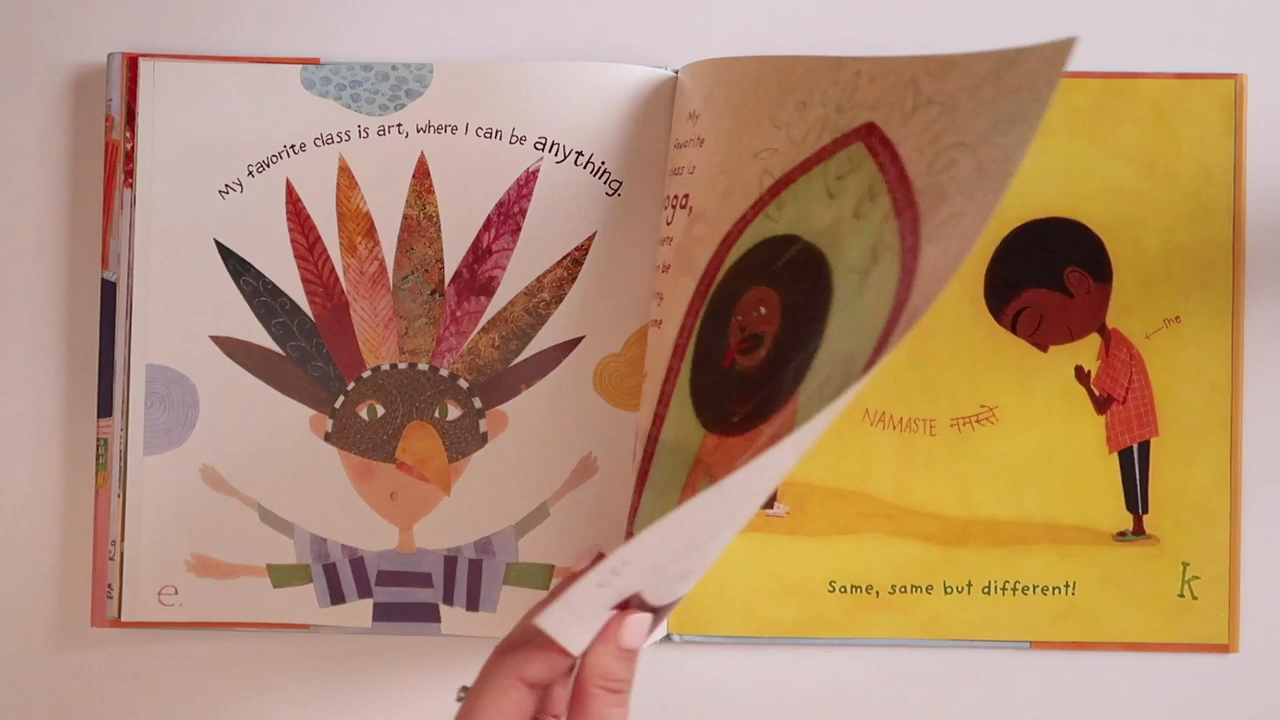 My favorite class is art, where I can be anything.
e.
My
favorite
class is
me
NAMASTE नमस्ते
Same, same but different!
k